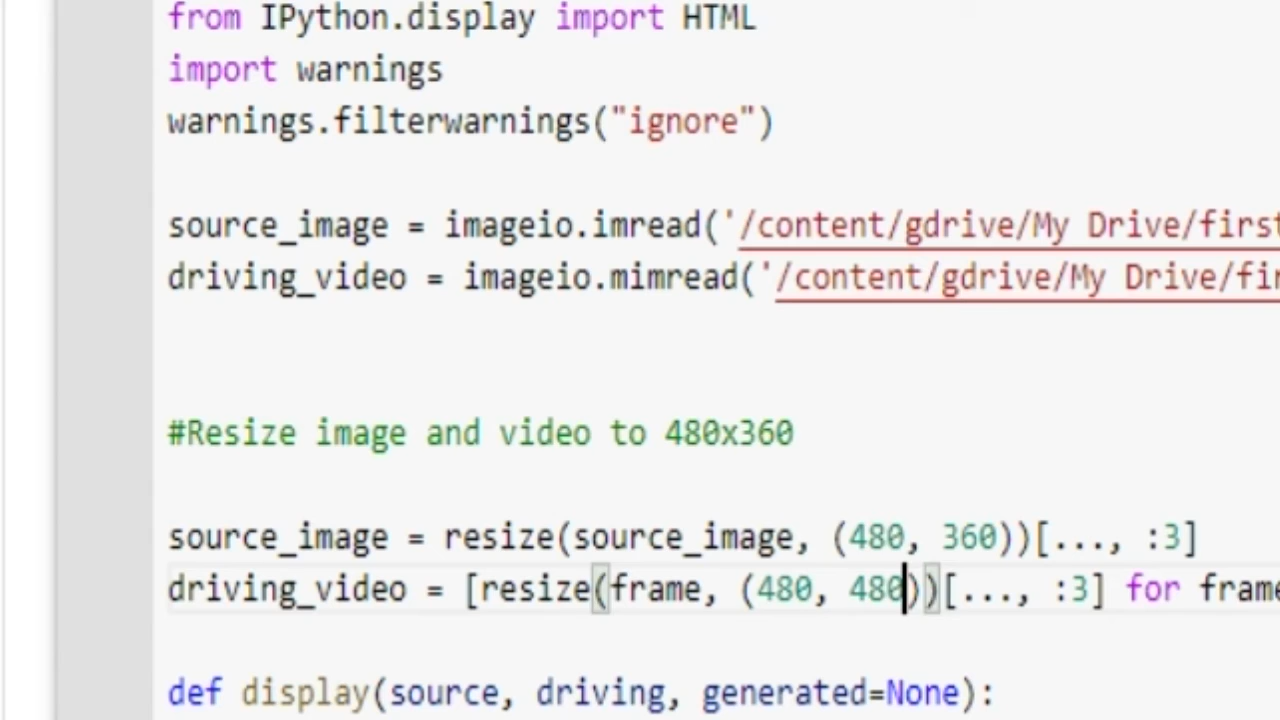 from IPython.display import HTML
import warnings
warnings.filterwarnings("ignore")
source_image = imageio.imread('/content/gdrive/My Drive/first
driving_video = imageio.mimread('/content/gdrive/My Drive/fir
#Resize image and video to 480x360
source_image = resize(source_image, (480, 360))[..., :3]
driving_video = [resize(frame, (480, 480))[..., :3] for frame
def display(source, driving, generated=None):